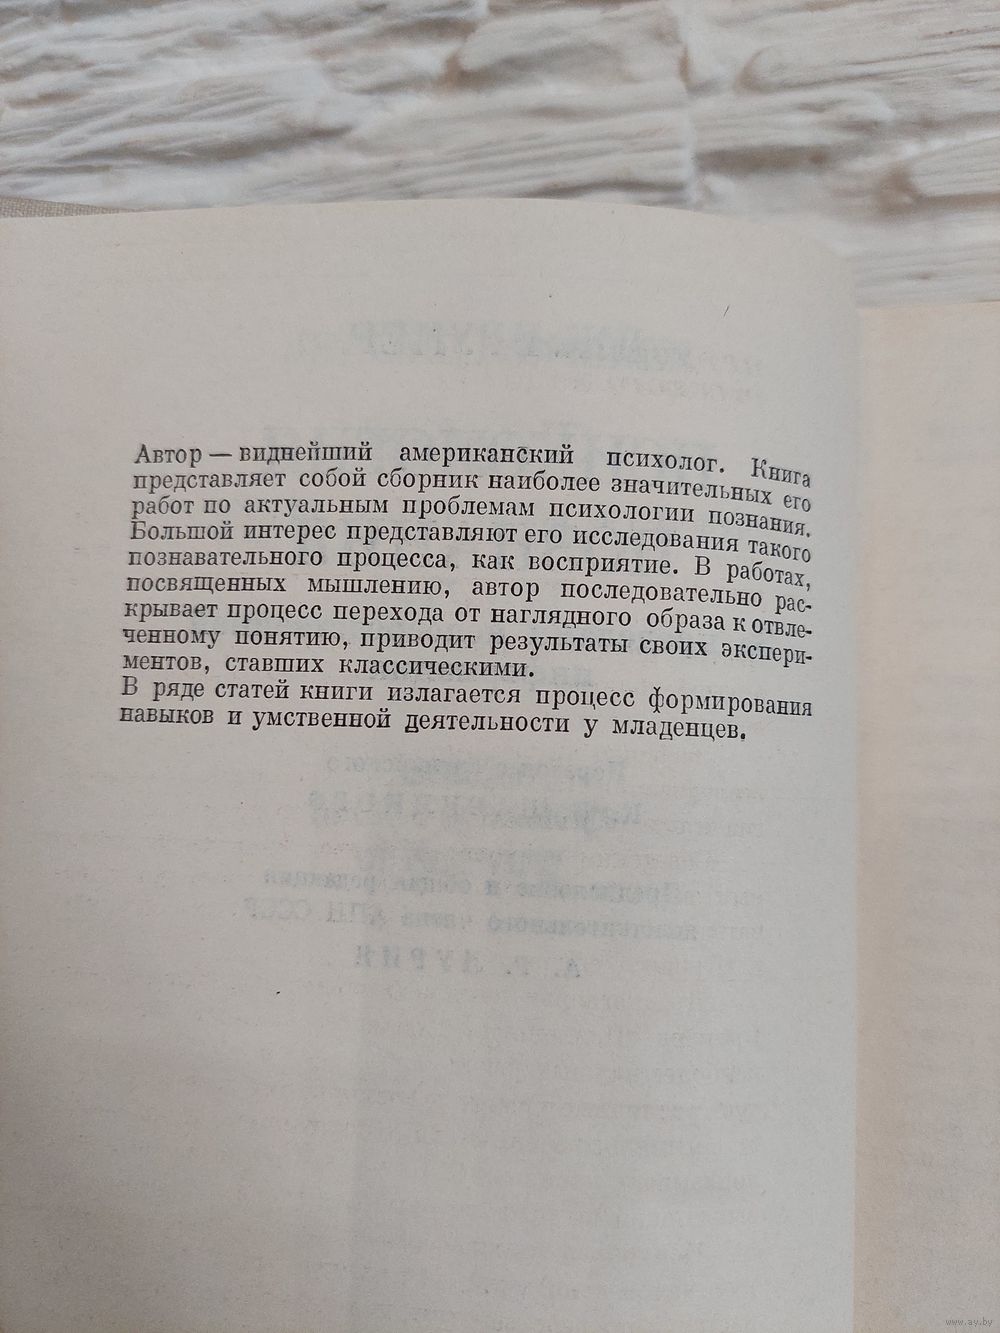 Автор — виднейший американский психолог. Книга
представляет собой сборник наиболее значительных его
работ по актуальным проблемам психологии познания.
Большой интерес представляют его исследования такого
познавательного процесса, как восприятие. В работах,
посвященных мышлению, автор последовательно рас-
крывает процесс перехода от наглядного образа к отвле-
ченному понятию, приводит результаты своих экспери-
ментов, ставших классическими.
В ряде статей книги излагается процесс формирования
навыков и умственной деятельности у младенцев.
www.ay.by